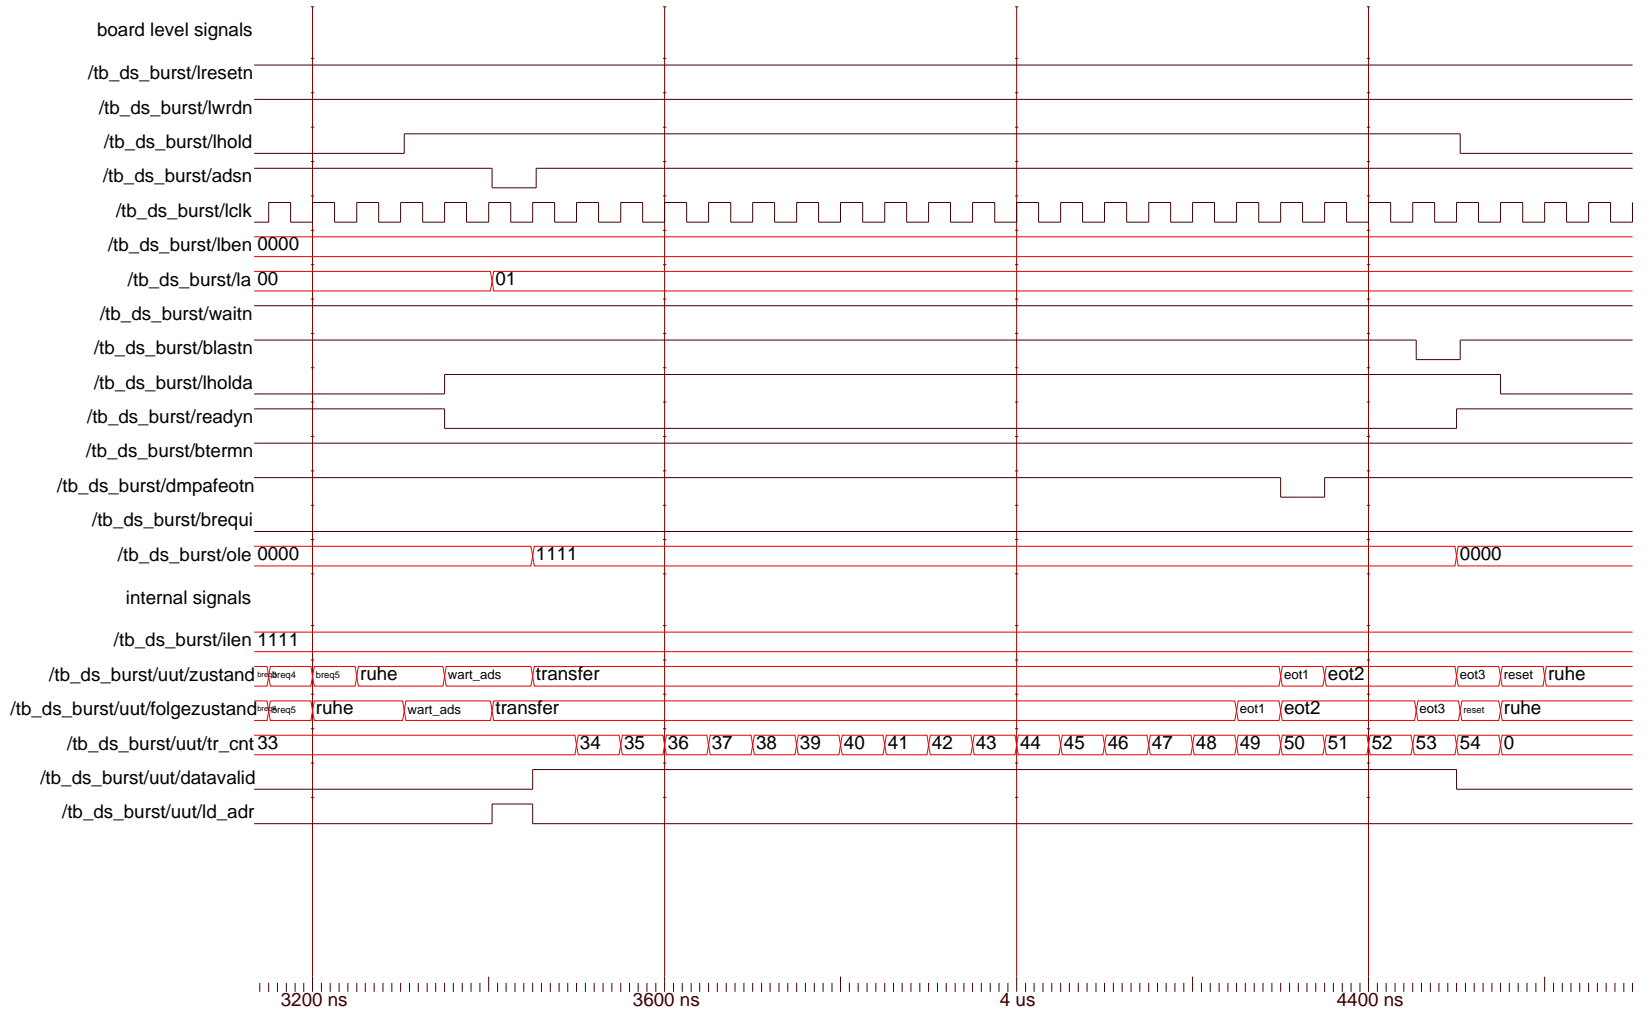 board level signals
/tb_ds_burst/lresetn
/tb_ds_burst/lwrdn
/tb_ds_burst/lhold
/tb_ds_burst/adsn
/tb_ds_burst/lclk
/tb_ds_burst/lben 0000
/tb_ds_burst/la 00 01
/tb_ds_burst/waitn
/tb_ds_burst/blastn
/tb_ds_burst/lholda
/tb_ds_burst/readyn
/tb_ds_burst/btermn
/tb_ds_burst/dmpafeotn
/tb_ds_burst/brequi
/tb_ds_burst/ole 0000 1111 0000
internal signals
/tb_ds_burst/ilen 1111
/tb_ds_burst/uut/zustand breq4 breq5 ruhe wart_ads transfer eot1 eot2 eot3 reset ruhe
/tb_ds_burst/uut/folgezustand breq5 ruhe wart_ads transfer eot1 eot2 eot3 reset ruhe
/tb_ds_burst/uut/tr_cnt 33 34 35 36 37 38 39 40 41 42 43 44 45 46 47 48 49 50 51 52 53 54 0
/tb_ds_burst/uut/datavalid
/tb_ds_burst/uut/ld_adr
3200 ns 3600 ns 4 us 4400 ns